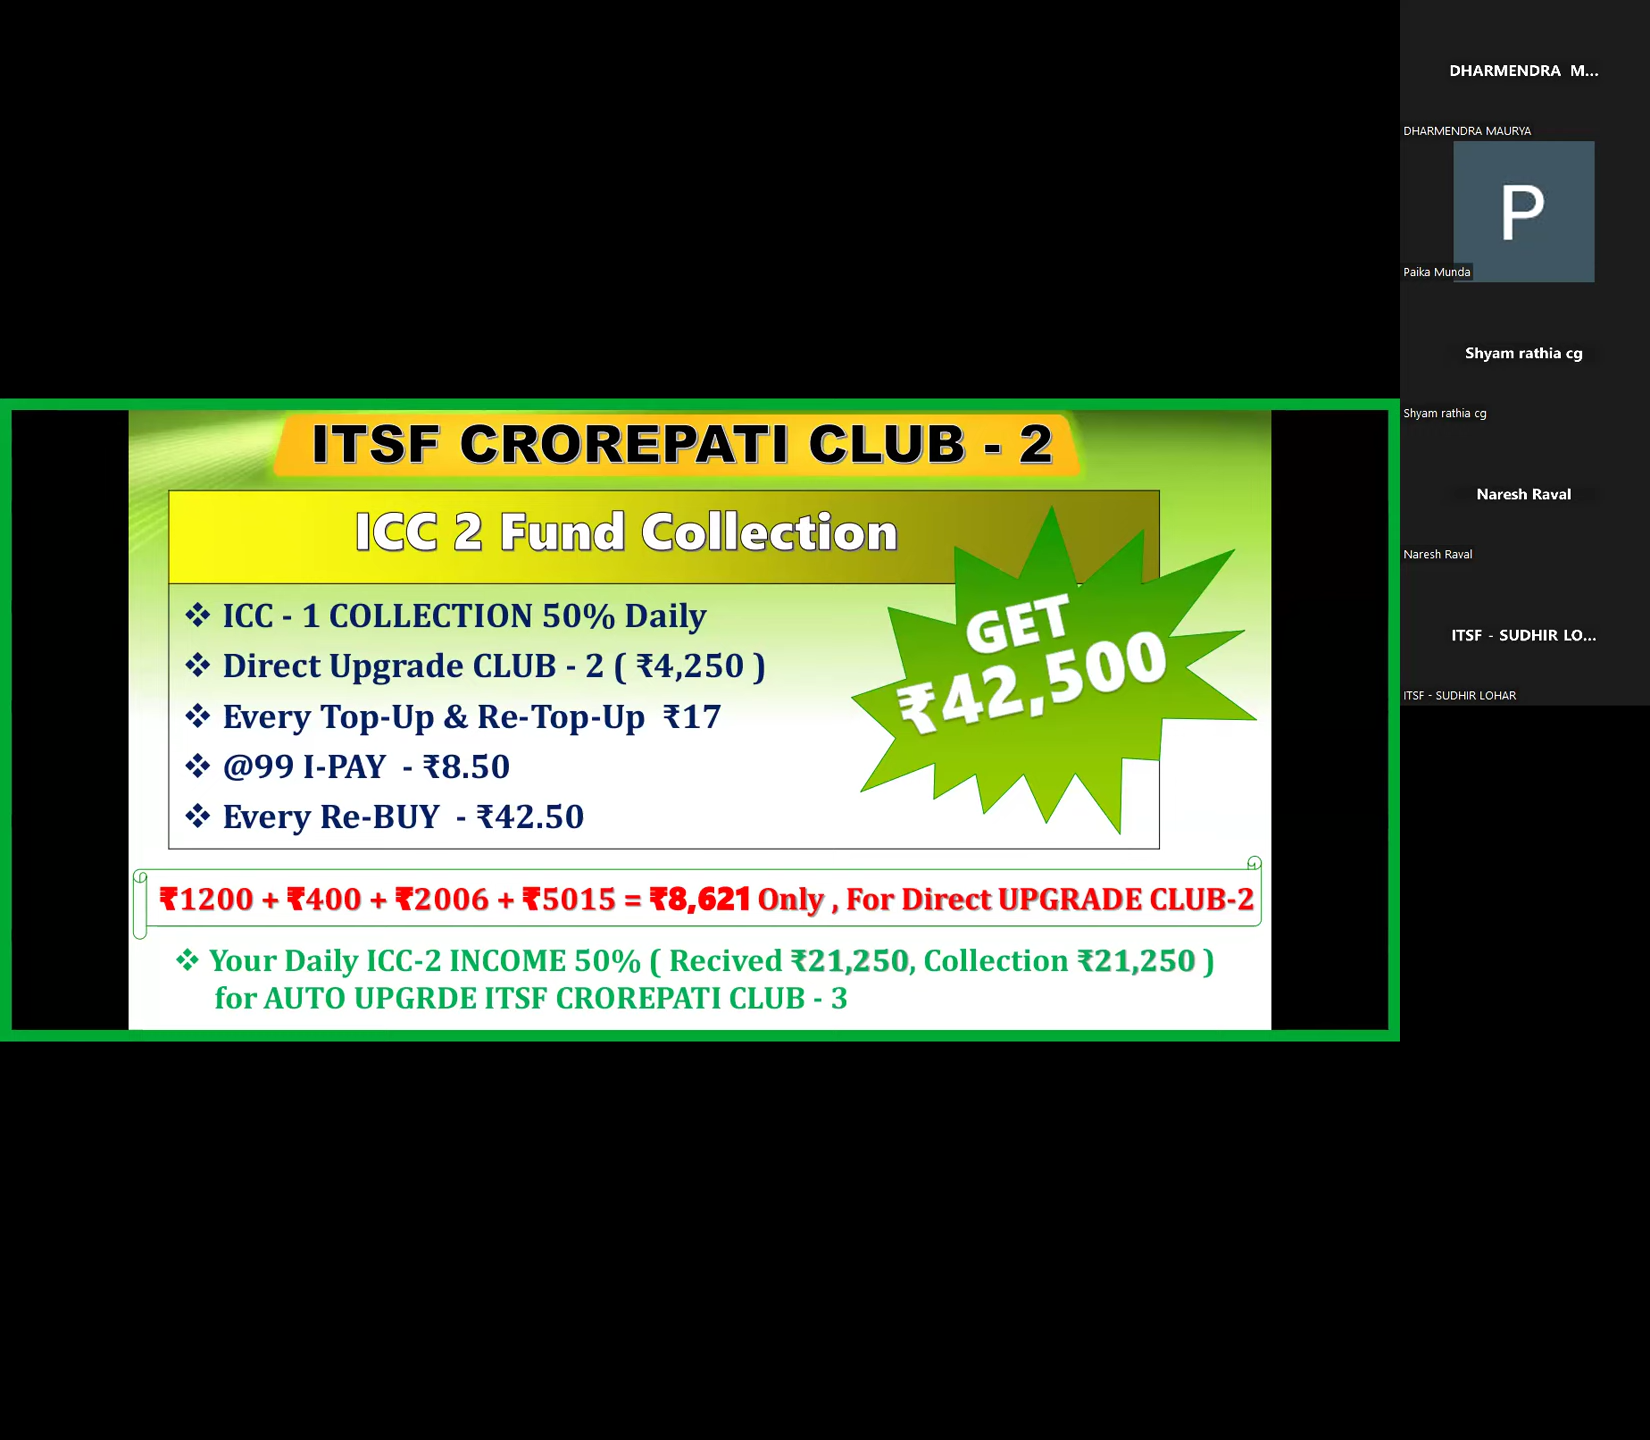 DHARMENDRA M...
DHARMENDRA MAURYA
P
Paika Munda
Shyam rathia cg
Shyam rathia cg
Naresh Raval
Naresh Raval
ITSF - SUDHIR LO...
ITSF - SUDHIR LOHAR
ITSF CROREPATI CLUB - 2
ICC 2 Fund Collection
❖ ICC - 1 COLLECTION 50% Daily
❖ Direct Upgrade CLUB - 2 ( ₹4,250 )
❖ Every Top-Up & Re-Top-Up ₹17
❖ @99 I-PAY - ₹8.50
❖ Every Re-BUY - ₹42.50
GET
₹42,500
₹1200 + ₹400 + ₹2006 + ₹5015 = ₹8,621 Only , For Direct UPGRADE CLUB-2
❖ Your Daily ICC-2 INCOME 50% ( Recived ₹21,250, Collection ₹21,250 )
for AUTO UPGRDE ITSF CROREPATI CLUB - 3